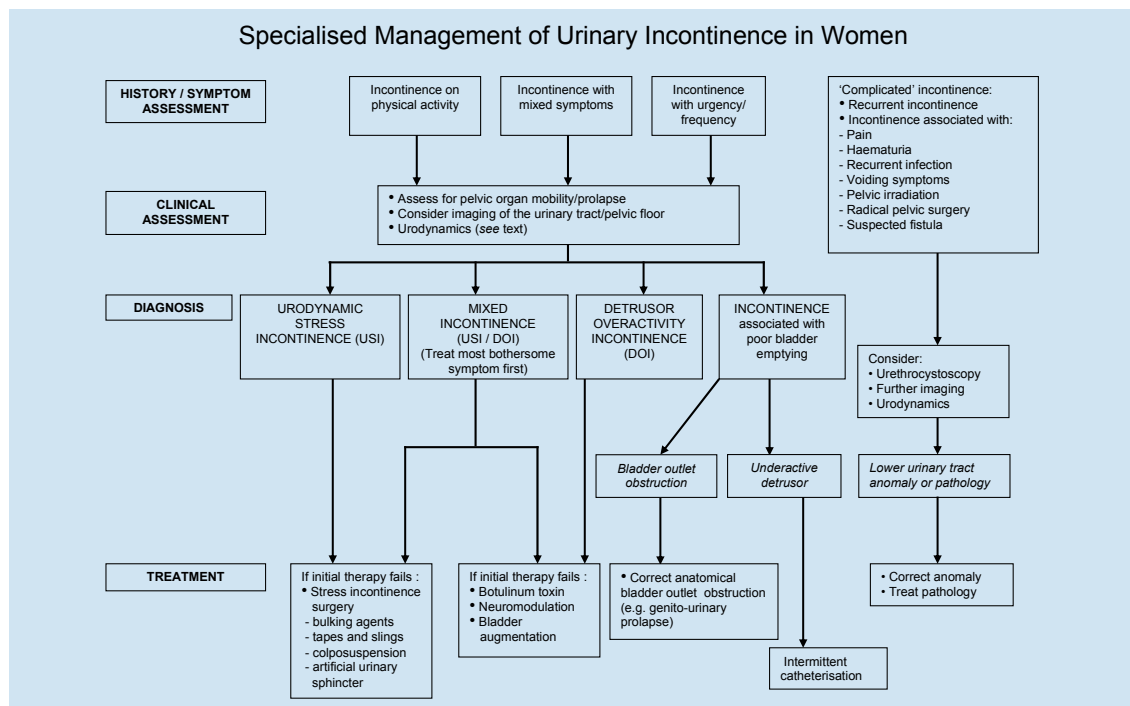 Specialised Management of Urinary Incontinence in Women
HISTORY / SYMPTOM
ASSESSMENT
Incontinence on
physical activity
Incontinence with
mixed symptoms
Incontinence
with urgency/
frequency
'Complicated' incontinence:
• Recurrent incontinence
• Incontinence associated with:
- Pain
- Haematuria
- Recurrent infection
- Voiding symptoms
- Pelvic irradiation
- Radical pelvic surgery
- Suspected fistula
CLINICAL
ASSESSMENT
• Assess for pelvic organ mobility/prolapse
• Consider imaging of the urinary tract/pelvic floor
• Urodynamics (see text)
DIAGNOSIS
URODYNAMIC
STRESS
INCONTINENCE (USI)
MIXED
INCONTINENCE
(USI / DOI)
(Treat most bothersome
symptom first)
DETRUSOR
OVERACTIVITY
INCONTINENCE
(DOI)
INCONTINENCE
associated with
poor bladder
emptying
Consider:
• Urethrocystoscopy
• Further imaging
• Urodynamics
Bladder outlet
obstruction
Underactive
detrusor
Lower urinary tract
anomaly or pathology
TREATMENT
If initial therapy fails :
• Stress incontinence
surgery
- bulking agents
- tapes and slings
- colposuspension
- artificial urinary
sphincter
If initial therapy fails :
• Botulinum toxin
• Neuromodulation
• Bladder
augmentation
• Correct anatomical
bladder outlet obstruction
(e.g. genito-urinary
prolapse)
Intermittent
catheterisation
• Correct anomaly
• Treat pathology